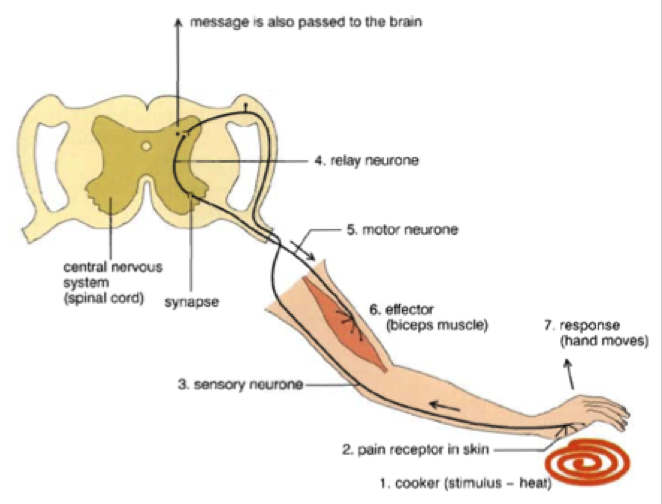 message is also passed to the brain
4. relay neurone
5. motor neurone
central nervous
system
(spinal cord)
synapse
6. effector
(biceps muscle)
7. response
(hand moves)
3. sensory neurone
2. pain receptor in skin
1. cooker (stimulus – heat)